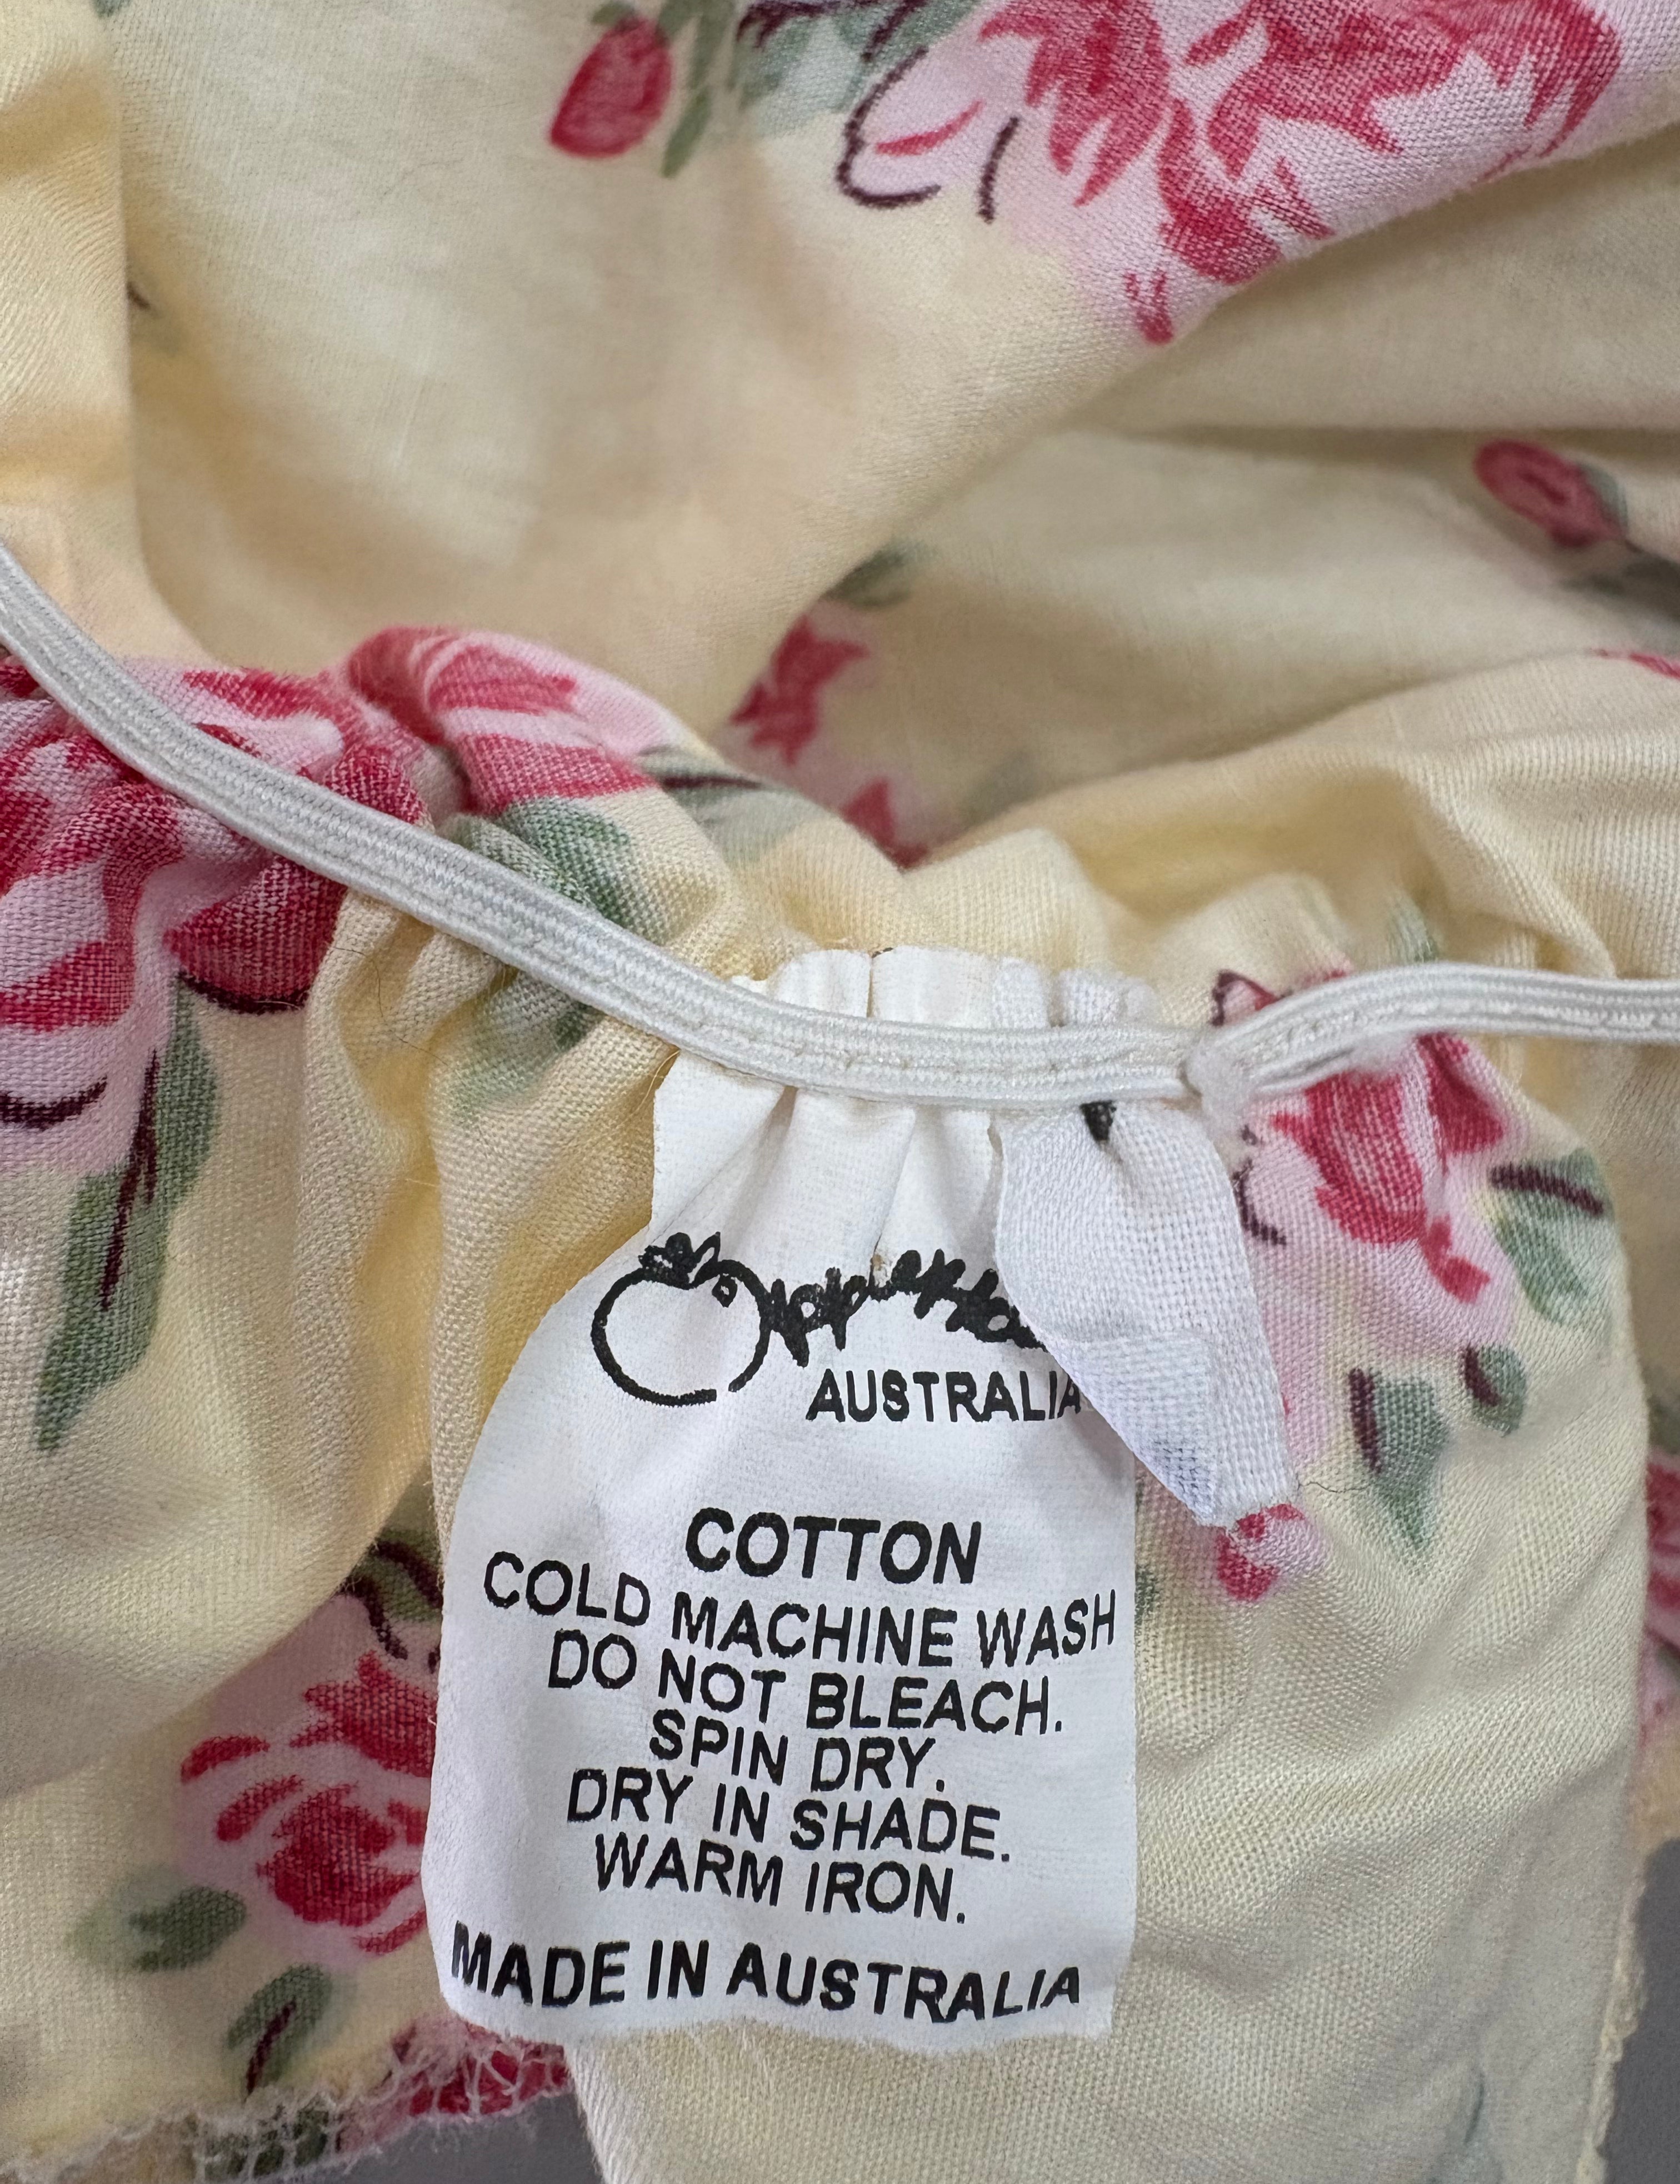 AUSTRALIA
COTTON
COLD MACHINE WASH
DO NOT BLEACH.
SPIN DRY.
DRY IN SHADE.
WARM IRON.
MADE IN AUSTRALIA